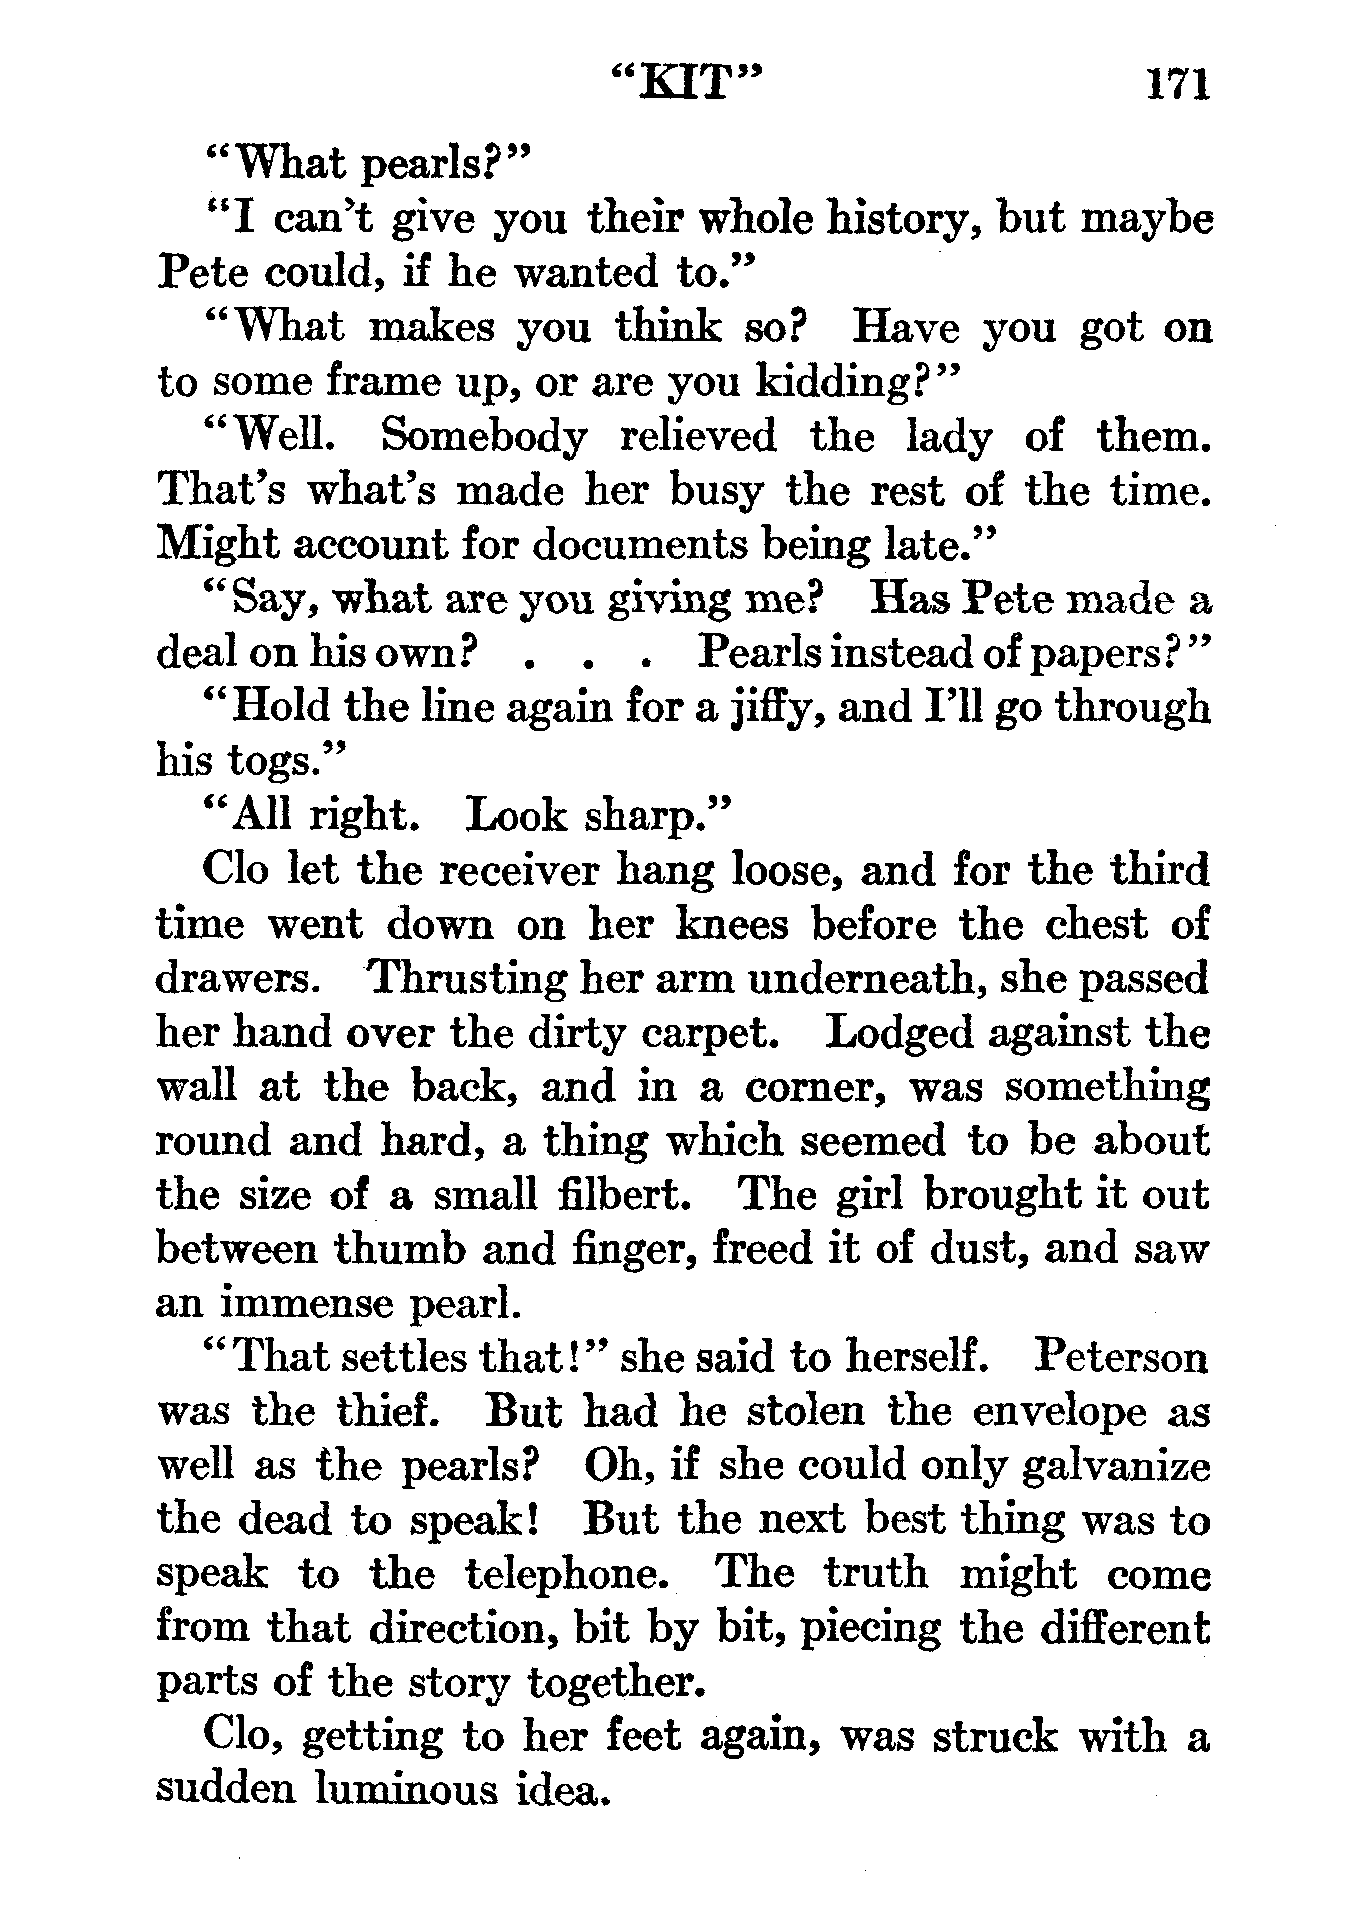 “KIT” 171
“What pearls?”
“I can’t give you their whole history, but maybe
Pete could, if he wanted to.”
“What makes you think so? Have you got on
to some frame up, or are you kidding?”
“Well. Somebody relieved the lady of them.
That’s what’s made her busy the rest of the time.
Might account for documents being late.”
“Say, what are you giving me? Has Pete made a
deal on his own? . . . Pearls instead of papers?”
“Hold the line again for a jiffy, and I’ll go through
his togs.”
“All right. Look sharp.”
Clo let the receiver hang loose, and for the third
time went down on her knees before the chest of
drawers. Thrusting her arm underneath, she passed
her hand over the dirty carpet. Lodged against the
wall at the back, and in a corner, was something
round and hard, a thing which seemed to be about
the size of a small filbert. The girl brought it out
between thumb and finger, freed it of dust, and saw
an immense pearl.
“That settles that!” she said to herself. Peterson
was the thief. But had he stolen the envelope as
well as the pearls? Oh, if she could only galvanize
the dead to speak! But the next best thing was to
speak to the telephone. The truth might come
from that direction, bit by bit, piecing the different
parts of the story together.
Clo, getting to her feet again, was struck with a
sudden luminous idea.